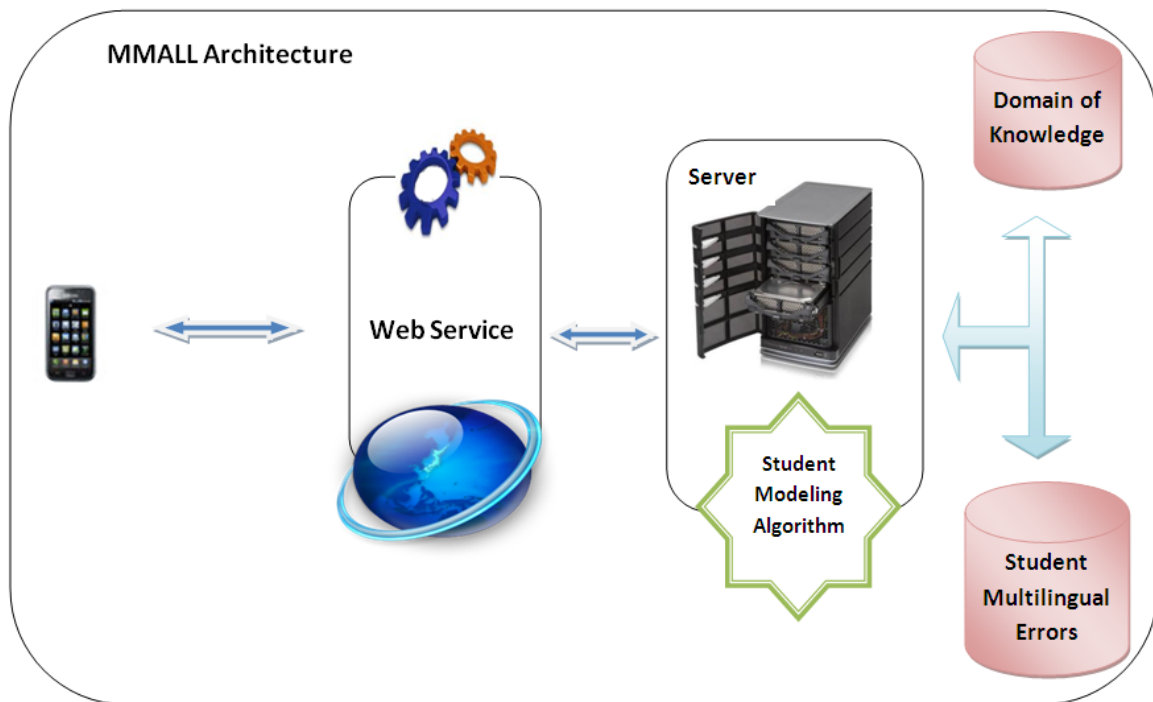 MMALL Architecture
Domain of
Knowledge
Server
Web Service
Student
Modeling
Algorithm
Student
Multilingual
Errors